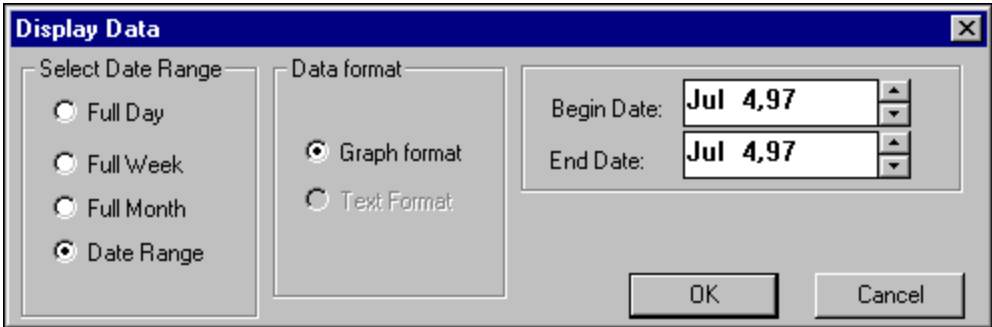 Display Data
Select Date Range
Full Day
Full Week
Full Month
Date Range
Data format
Graph format
Text Format
Begin Date: Jul 4,97
End Date: Jul 4,97
OK Cancel